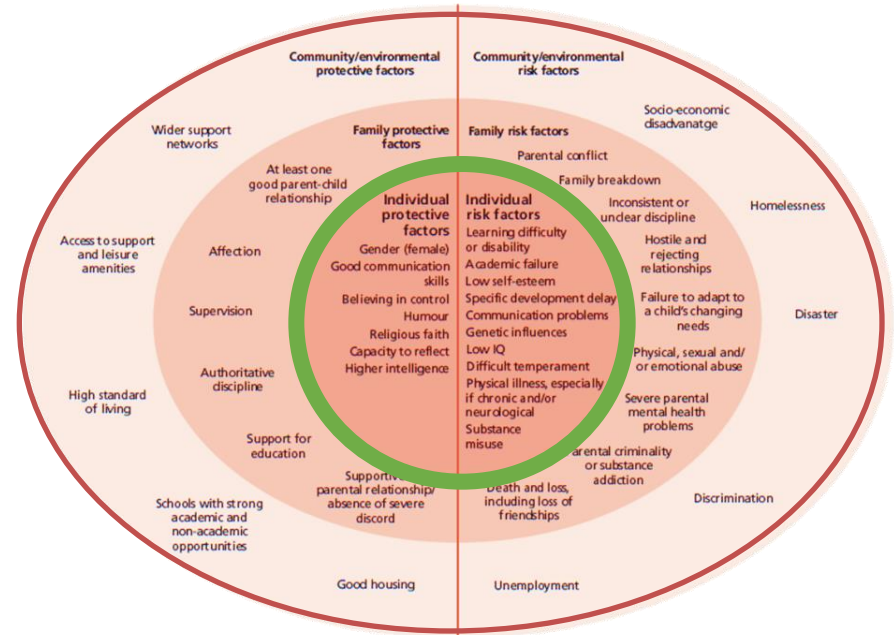 Community/environmental
protective factors
Wider support
networks
Access to support
and leisure
amenities
High standard
of living
Schools with strong
academic and
non-academic
opportunities
Good housing
Family protective
factors
At least one
good parent-child
relationship
Affection
Supervision
Authoritative
discipline
Support for
education
parental relationship/
absence of severe
discord
Individual
protective
factors
Gender (female)
Good communication
skills
Believing in control
Humour
Religious faith
Capacity to reflect
Higher intelligence
Individual
risk factors
Learning difficulty
or disability
Academic failure
Low self-esteem
Specific development delay
Communication problems
Genetic influences
Low IQ
Difficult temperament
Physical illness, especially
if chronic and/or
neurological
Substance
misuse
Family risk factors
Parental conflict
Family breakdown
Inconsistent or
unclear discipline
Hostile and
rejecting
relationships
Failure to adapt to
a child's changing
needs
Physical, sexual and/
or emotional abuse
Severe parental
mental health
problems
arental criminality
or substance
addiction
Death and loss,
including loss of
friendships
Community/environmental
risk factors
Socio-economic
disadvanatge
Homelessness
Disaster
Discrimination
Unemployment